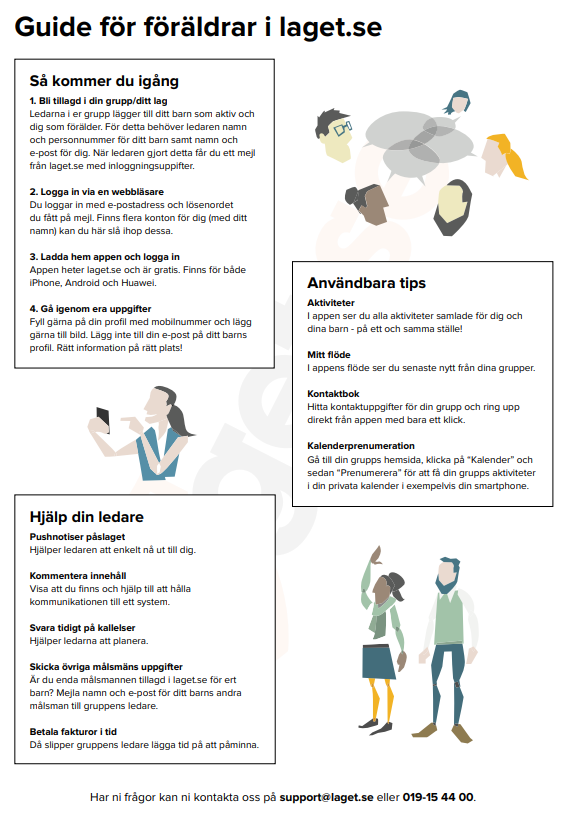 Guide för föräldrar i laget.se
Så kommer du igång
1. Bli tillagd i din grupp/ditt lag
Ledarna i er grupp lägger till ditt barn som aktiv och
dig som förälder. För detta behöver ledaren namn
och personnummer för ditt barn samt namn och
e-post för dig. När ledaren gjort detta får du ett mejl
från laget.se med inloggningsuppifter.
2. Logga in via en webbläsare
Du loggar in med e-postadress och lösenordet
du fått på mejl. Finns flera konton för dig (med ditt
namn) kan du här slå ihop dessa.
3. Ladda hem appen och logga in
Appen heter laget.se och är gratis. Finns för både
iPhone, Android och Huawei.
4. Gå igenom era uppgifter
Fyll gärna på din profil med mobilnummer och lägg
gärna till bild. Lägg inte till din e-post på ditt barns
profil. Rätt information på rätt plats!
Användbara tips
Aktiviteter
I appen ser du alla aktiviteter samlade för dig och
dina barn - på ett och samma ställe!
Mitt flöde
I appens flöde ser du senaste nytt från dina grupper.
Kontaktbok
Hitta kontaktuppgifter för din grupp och ring upp
direkt från appen med bara ett klick.
Kalenderprenumeration
Gå till din grupps hemsida, klicka på “Kalender” och
sedan “Prenumerera” för att få din grupps aktiviteter
i din privata kalender i exempelvis din smartphone.
Hjälp din ledare
Pushnotiser påslaget
Hjälper ledaren att enkelt nå ut till dig.
Kommentera innehåll
Visa att du finns och hjälp till att hålla
kommunikationen till ett system.
Svara tidigt på kallelser
Hjälper ledarna att planera.
Skicka övriga målsmäns uppgifter
Är du enda målsmannen tillagd i laget.se för ert
barn? Mejla namn och e-post för ditt barns andra
målsman till gruppens ledare.
Betala fakturor i tid
Då slipper gruppens ledare lägga tid på att påminna.
Har ni frågor kan ni kontakta oss på support@laget.se eller 019-15 44 00.